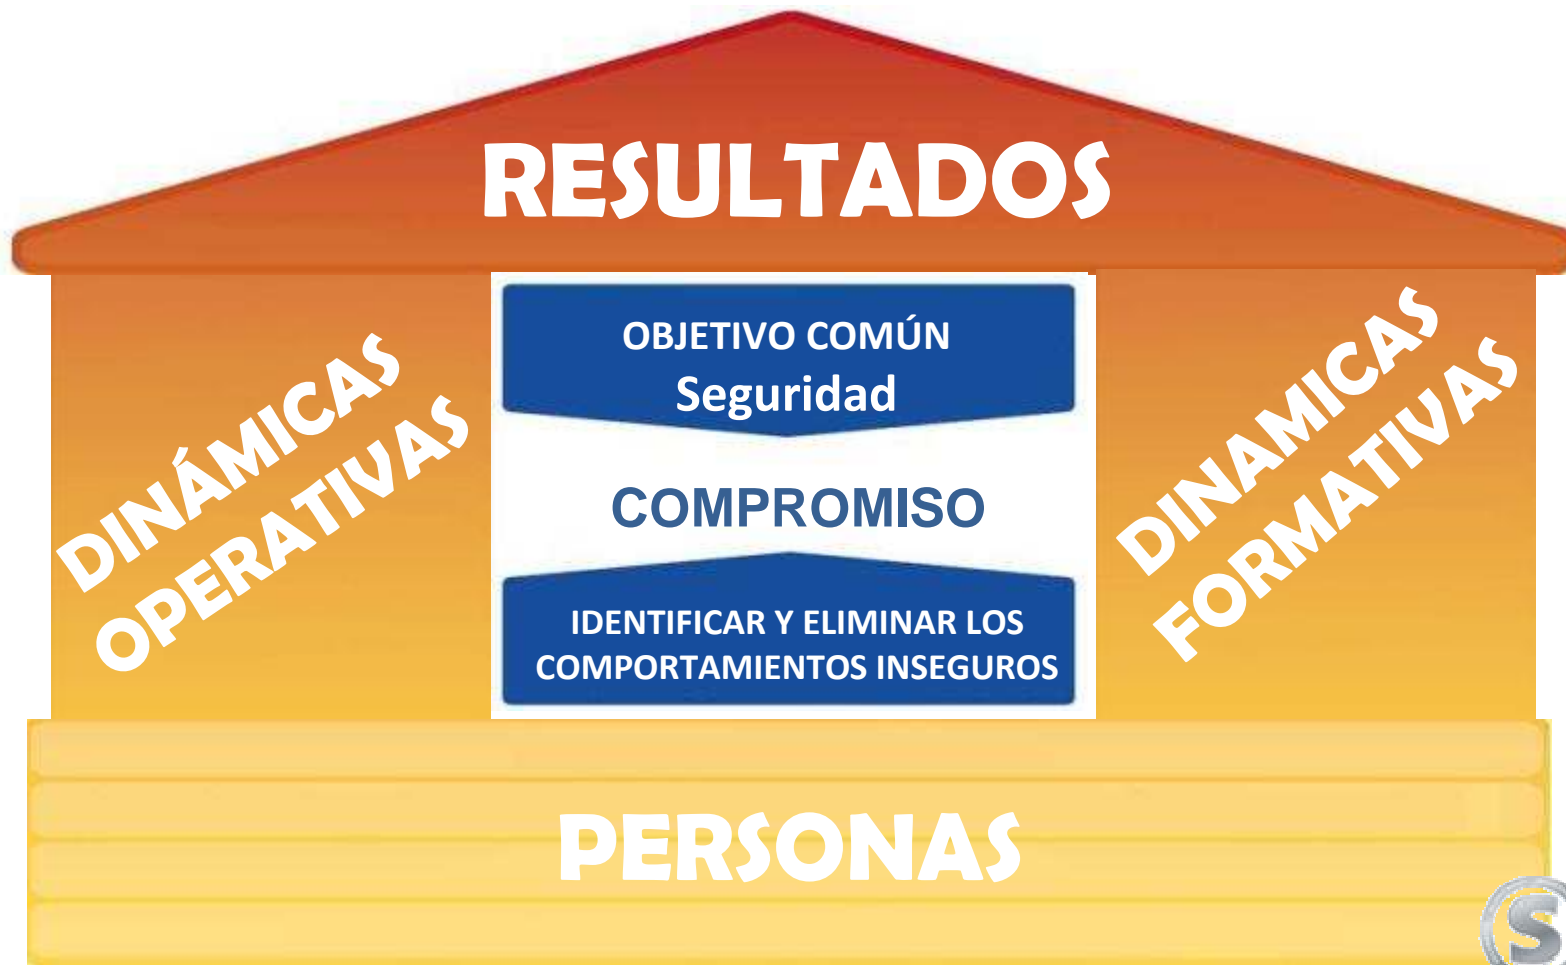 RESULTADOS
DINÁMICAS
OPERATIVAS
OBJETIVO COMÚN
Seguridad
COMPROMISO
IDENTIFICAR Y ELIMINAR LOS
COMPORTAMIENTOS INSEGUROS
DINAMICAS
FORMATIVAS
PERSONAS
S